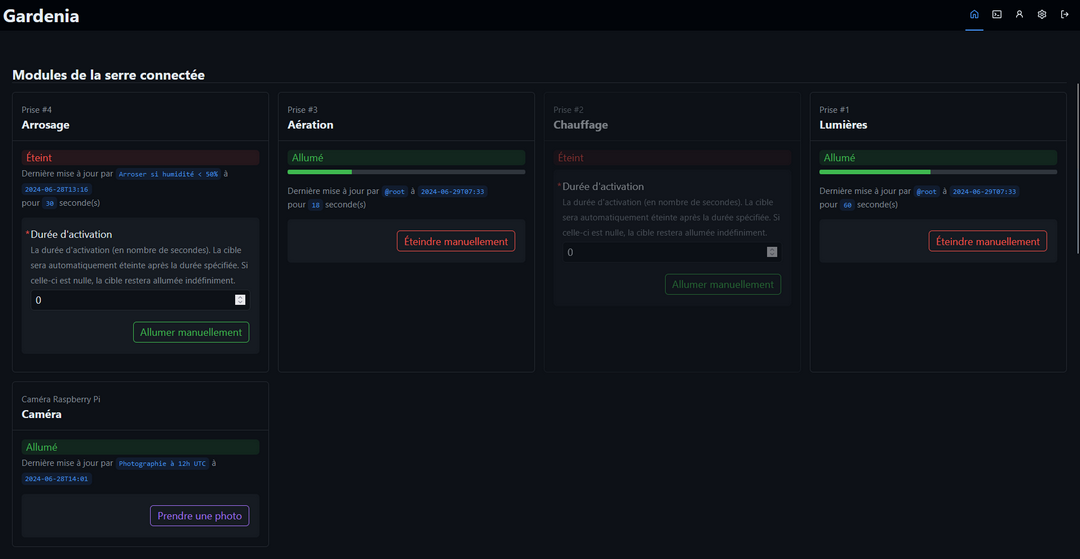 Gardenia
Modules de la serre connectée
Prise #4
Arrosage
Éteint
Dernière mise à jour par Arroser si humidité < 50% à
2024-06-28T13:16
pour 30 seconde(s)
*Durée d'activation
La durée d'activation (en nombre de secondes). La cible
sera automatiquement éteinte après la durée spécifiée. Si
celle-ci est nulle, la cible restera allumée indéfiniment.
0
Allumer manuellement
Prise #3
Aération
Allumé
Dernière mise à jour par @root à 2024-06-29T07:33
pour 18 seconde(s)
Éteindre manuellement
Prise #2
Chauffage
Éteint
*Durée d'activation
La durée d'activation (en nombre de secondes). La cible
sera automatiquement éteinte après la durée spécifiée. Si
celle-ci est nulle, la cible restera allumée indéfiniment.
0
Allumer manuellement
Prise #1
Lumières
Allumé
Dernière mise à jour par @root à 2024-06-29T07:33
pour 60 seconde(s)
Éteindre manuellement
Caméra Raspberry Pi
Caméra
Allumé
Dernière mise à jour par Photographie à 12h UTC à
2024-06-28T14:01
Prendre une photo